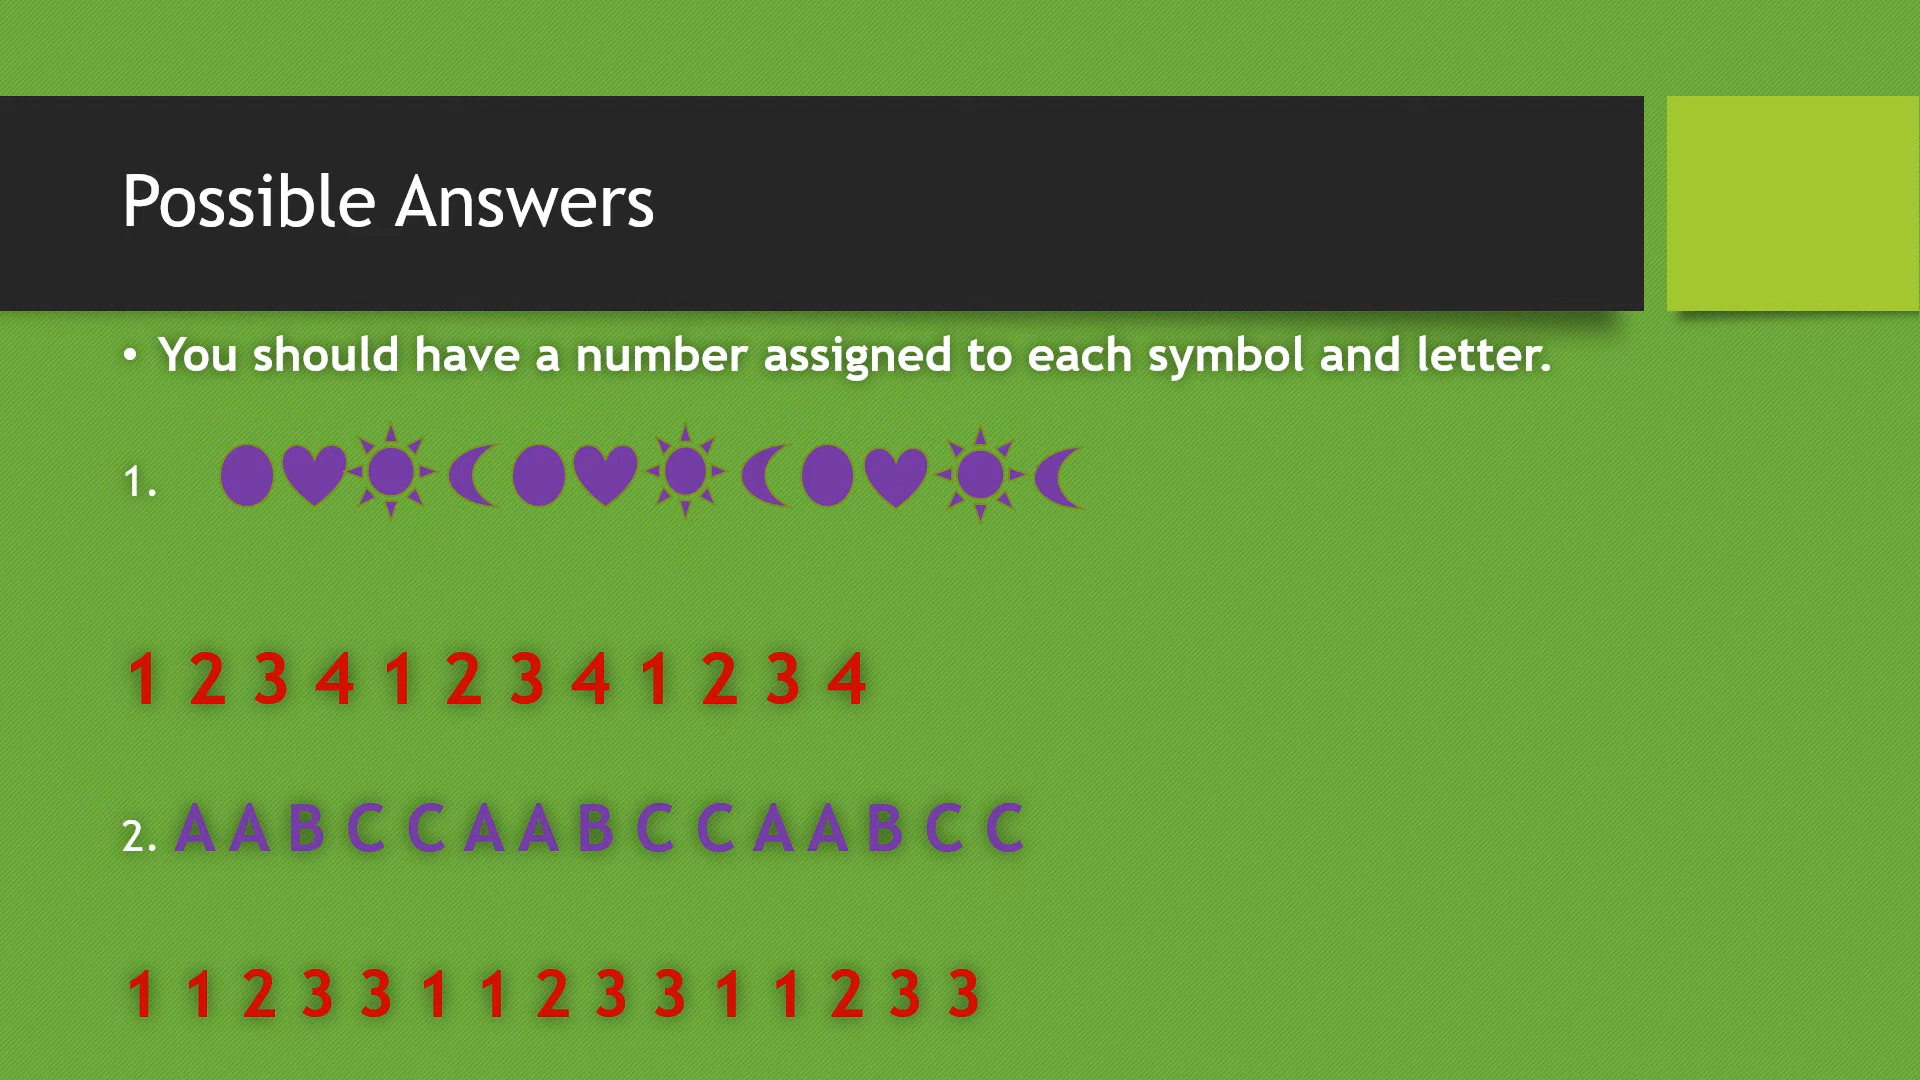 Possible Answers
• You should have a number assigned to each symbol and letter.
1.
1 2 3 4 1 2 3 4 1 2 3 4
2. A A B C C A A B C C A A B C C
1 1 2 3 3 1 1 2 3 3 1 1 2 3 3